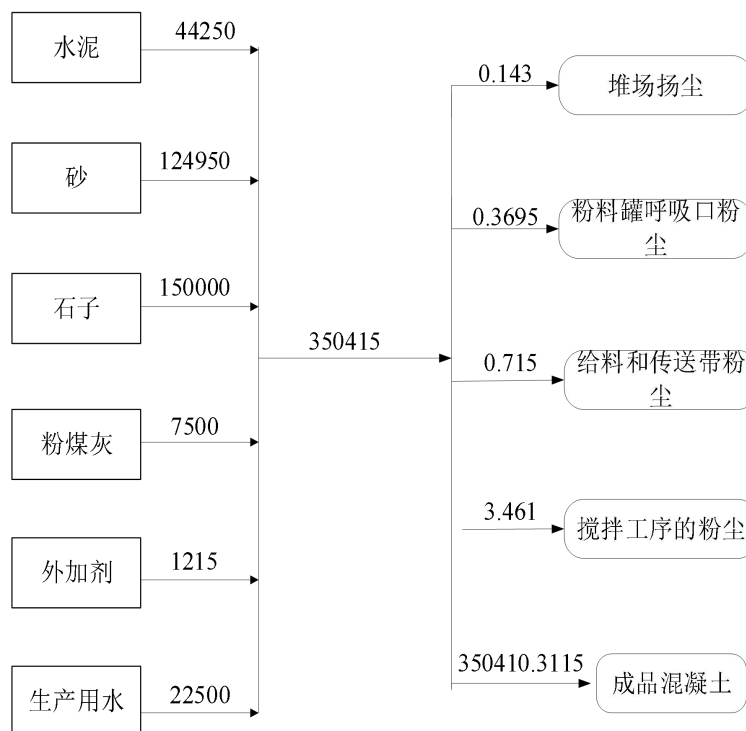 水泥
44250
砂
124950
石子
150000
粉煤灰
7500
外加剂
1215
生产用水
22500
350415
0.143
堆场扬尘
0.3695
粉料罐呼吸口粉
尘
0.715
给料和传送带粉
尘
3.461
搅拌工序的粉尘
350410.3115
成品混凝土